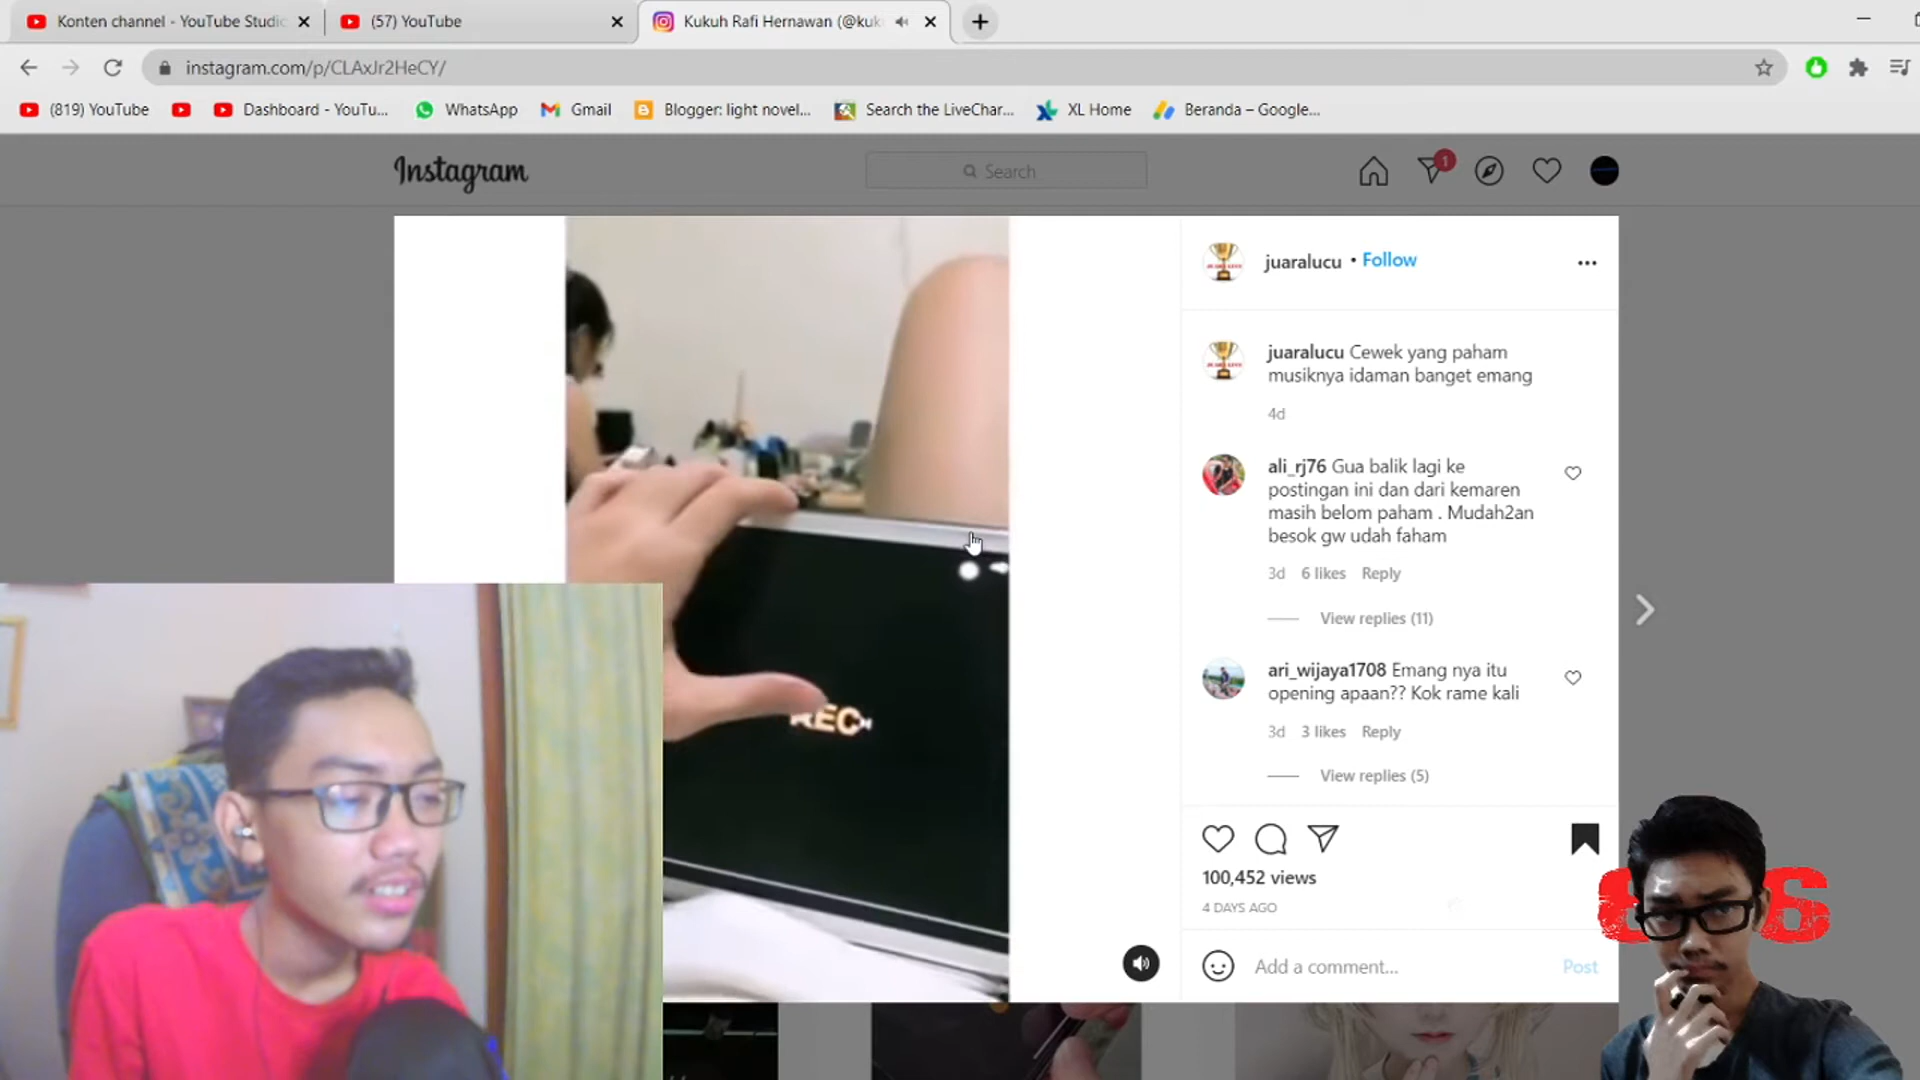 Konten channel - YouTube Studio
(57) YouTube
Kukuh Rafi Hernawan (@kuk
instagram.com/p/CLAxJr2HeCY/
(819) YouTube
Dashboard - YouTu...
WhatsApp
Gmail
Blogger: light novel...
Search the LiveChar...
XL Home
Beranda – Google...
Instagram
Search
1
juaralucu • Follow
juaralucu Cewek yang paham
musiknya idaman banget emang
4d
ali_rj76 Gua balik lagi ke
postingan ini dan dari kemaren
masih belom paham . Mudah2an
besok gw udah faham
3d 6 likes Reply
View replies (11)
ari_wijaya1708 Emang nya itu
opening apaan?? Kok rame kali
3d 3 likes Reply
View replies (5)
REC
100,452 views
4 DAYS AGO
Add a comment... Post